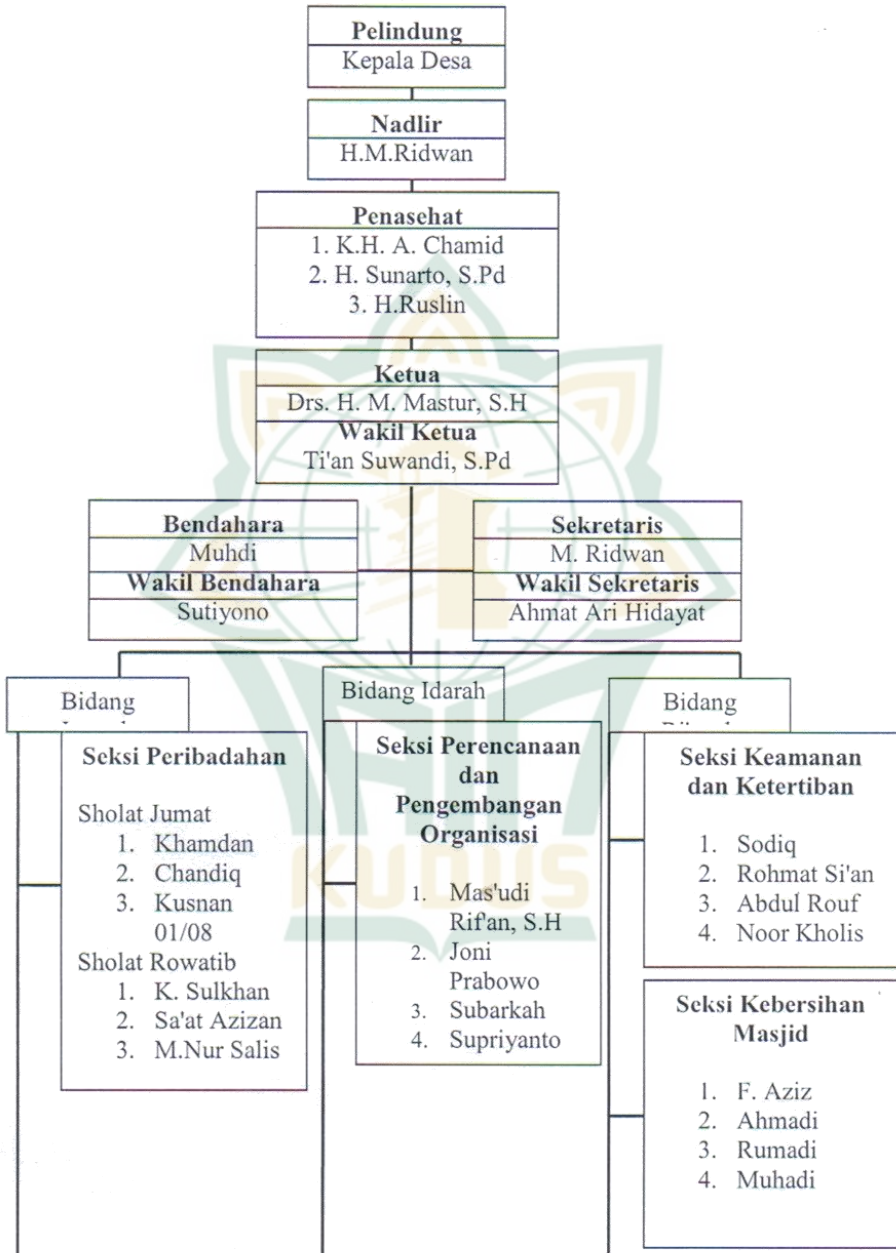 Pelindung
Kepala Desa
Nadlir
H.M.Ridwan
Penasehat
1. K.H. A. Chamid
2. H. Sunarto, S.Pd
3. H.Ruslin
Ketua
Drs. H. M. Mastur, S.H
Wakil Ketua
Ti'an Suwandi, S.Pd
Bendahara
Muhdi
Wakil Bendahara
Sutiyono
Sekretaris
M. Ridwan
Wakil Sekretaris
Ahmat Ari Hidayat
Bidang
Seksi Peribadahan
Sholat Jumat
1. Khamdan
2. Chandiq
3. Kusnan
01/08
Sholat Rowatib
1. K. Sulkhan
2. Sa'at Azizan
3. M.Nur Salis
Bidang Idarah
Seksi Perencanaan
dan
Pengembangan
Organisasi
1. Mas'udi
Rif'an, S.H
2. Joni
Prabowo
3. Subarkah
4. Supriyanto
Bidang
Seksi Keamanan
dan Ketertiban
1. Sodiq
2. Rohmat Si'an
3. Abdul Rouf
4. Noor Kholis
Seksi Kebersihan
Masjid
1. F. Aziz
2. Ahmadi
3. Rumadi
4. Muhadi
KUDUS